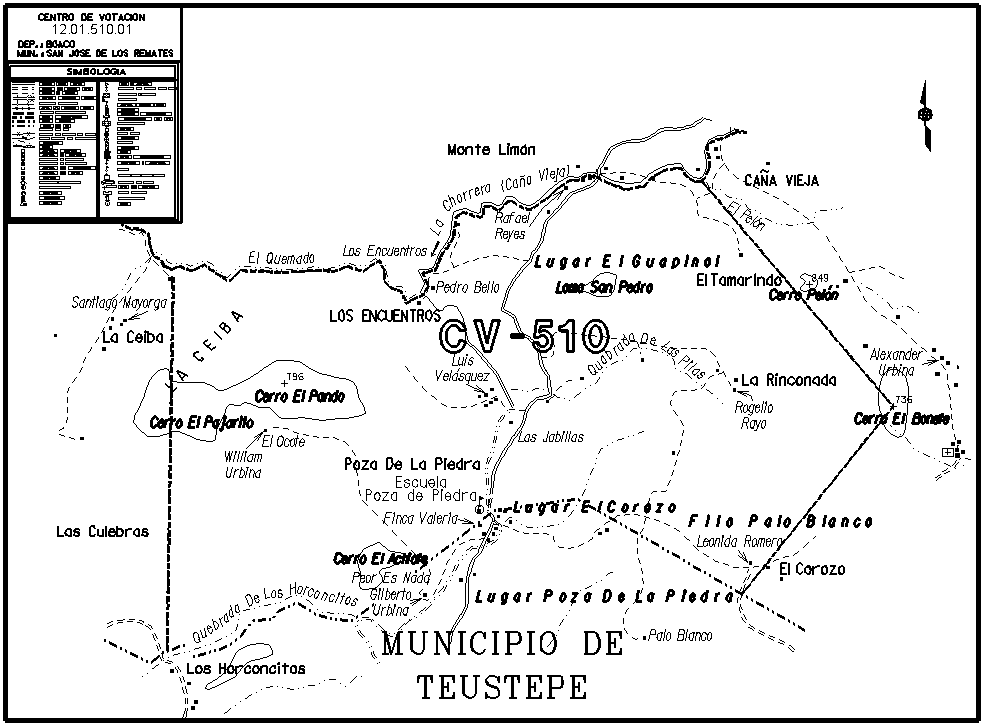 CENTRO DE VOTACION
12.01.510.01
DEP.: BOACO
MUN.: SAN JOSE DE LOS REMATES
SIMBOLOGIA
Monte Limón
La Chorrera (Caña Vieja)
CAÑA VIEJA
Rafael
Reyes
El Pelón
El Quemado
Los Encuentros
Lugar El Guapinol
El Tamarindo
849
Cerro Pelón
Pedro Bello
Loma San Pedro
Santiago Mayorga
La Ceiba
LA CEIBA
LOS ENCUENTROS
CV-510
Quebrada De Las Pilas
Luis
Velásquez
Alexander
Urbina
La Rinconada
796
Cerro El Pando
Rogelio
Rayo
736
Cerro El Bonete
Cerro El Pajarito
El Ocote
William
Urbina
Las Jabillas
Poza De La Piedra
Escuela
Poza de Piedra
Finca Valeria
Lugar El Corozo
Filo Palo Blanco
Las Culebras
Leonida Romero
Cerro El Achiote
El Corozo
Peor Es Nada
Gilberto
Urbina
Quebrada De Los Horconcitos
Lugar Poza De La Piedra
Palo Blanco
MUNICIPIO DE
TEUSTEPE
Los Horconcitos